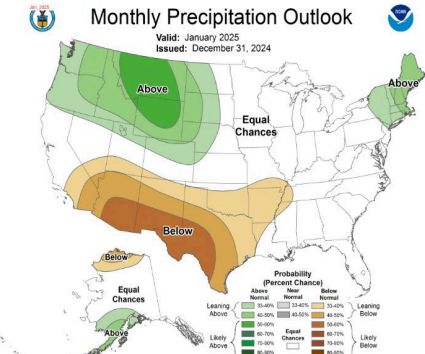 Jan. 2025
Monthly Precipitation Outlook
noaa
Valid: January 2025
Issued: December 31, 2024
Above
Above
Equal
Chances
Below
Below
Equal
Chances
Above
Probability
(Percent Chance)
Above
Normal
Near
Normal
Below
Normal
Leaning
Above
33-40%
33-40%
33-40%
Leaning
Below
40-50%
40-50%
40-50%
Likely
Above
50-60%
50-60%
Likely
Below
60-70%
Equal
Chances
60-70%
70-80%
70-80%
80-90%
80-90%